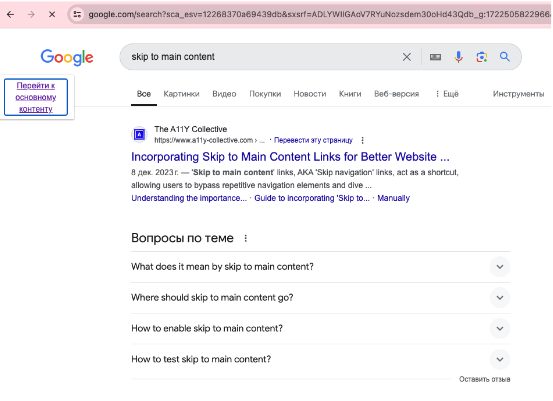 google.com/search?sca_esv=12268370a69439db&sxsrf=ADLYWIIGAoV7RYuNozsdem30oHd43Qdb_g:1722505822966
Google
skip to main content
Перейти к
основному
контенту
Все Картинки Видео Покупки Новости Книги Веб-версия Ещё Инструменты
The A11Y Collective
https://www.a11y-collective.com › ... · Перевести эту страницу
Incorporating Skip to Main Content Links for Better Website ...
8 дек. 2023 г. — 'Skip to main content' links, AKA 'Skip navigation' links, act as a shortcut,
allowing users to bypass repetitive navigation elements and dive ...
Understanding the importance... · Guide to incorporating 'Skip to... · Manually
Вопросы по теме
What does it mean by skip to main content?
Where should skip to main content go?
How to enable skip to main content?
How to test skip to main content?
Оставить отзыв